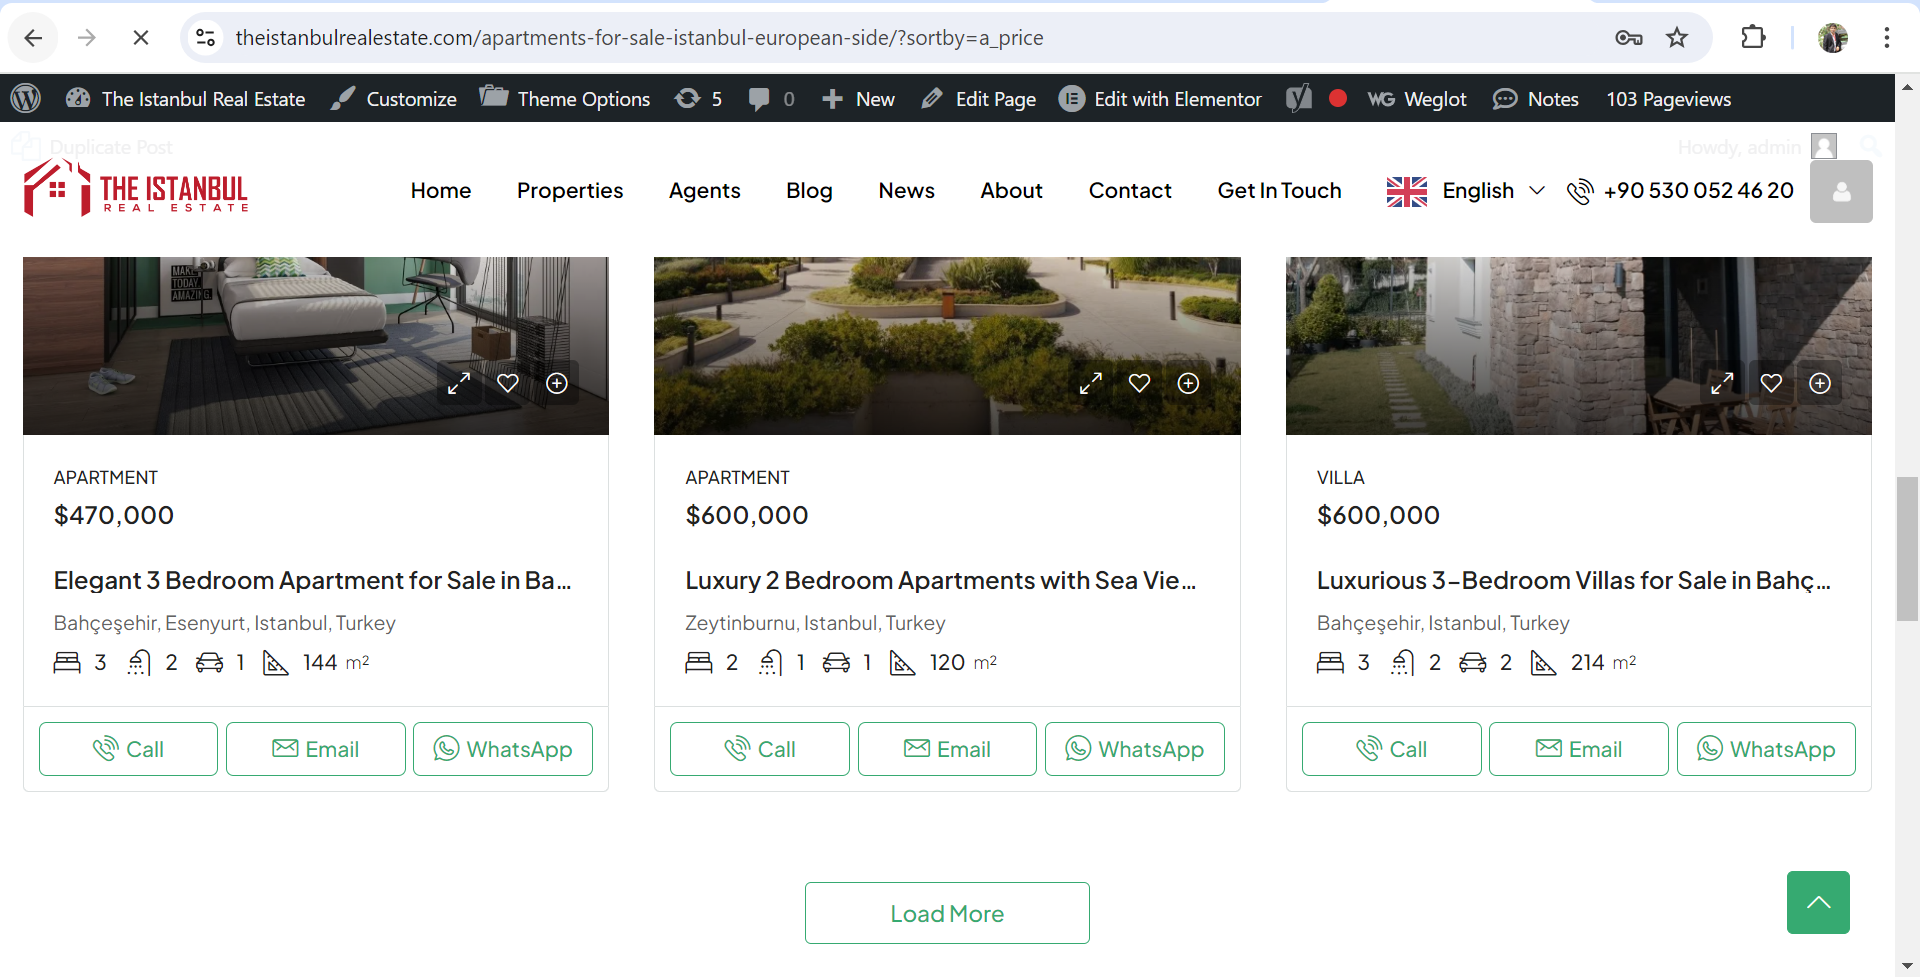 theistanbulrealestate.com/apartments-for-sale-istanbul-european-side/?sortby=a_price
The Istanbul Real Estate Customize Theme Options 5 0 New Edit Page Edit with Elementor WG Weglot Notes 103 Pageviews
Duplicate Post Howdy, admin
THE ISTANBUL
REAL ESTATE
Home Properties Agents Blog News About Contact Get In Touch English +90 530 052 46 20
MAKE
TODAY
AMAZING.
APARTMENT
$470,000
Elegant 3 Bedroom Apartment for Sale in Ba...
Bahçeşehir, Esenyurt, Istanbul, Turkey
3 2 1 144 m²
Call Email WhatsApp
APARTMENT
$600,000
Luxury 2 Bedroom Apartments with Sea Vie...
Zeytinburnu, Istanbul, Turkey
2 1 1 120 m²
Call Email WhatsApp
VILLA
$600,000
Luxurious 3-Bedroom Villas for Sale in Bahç...
Bahçeşehir, Istanbul, Turkey
3 2 2 214 m²
Call Email WhatsApp
Load More